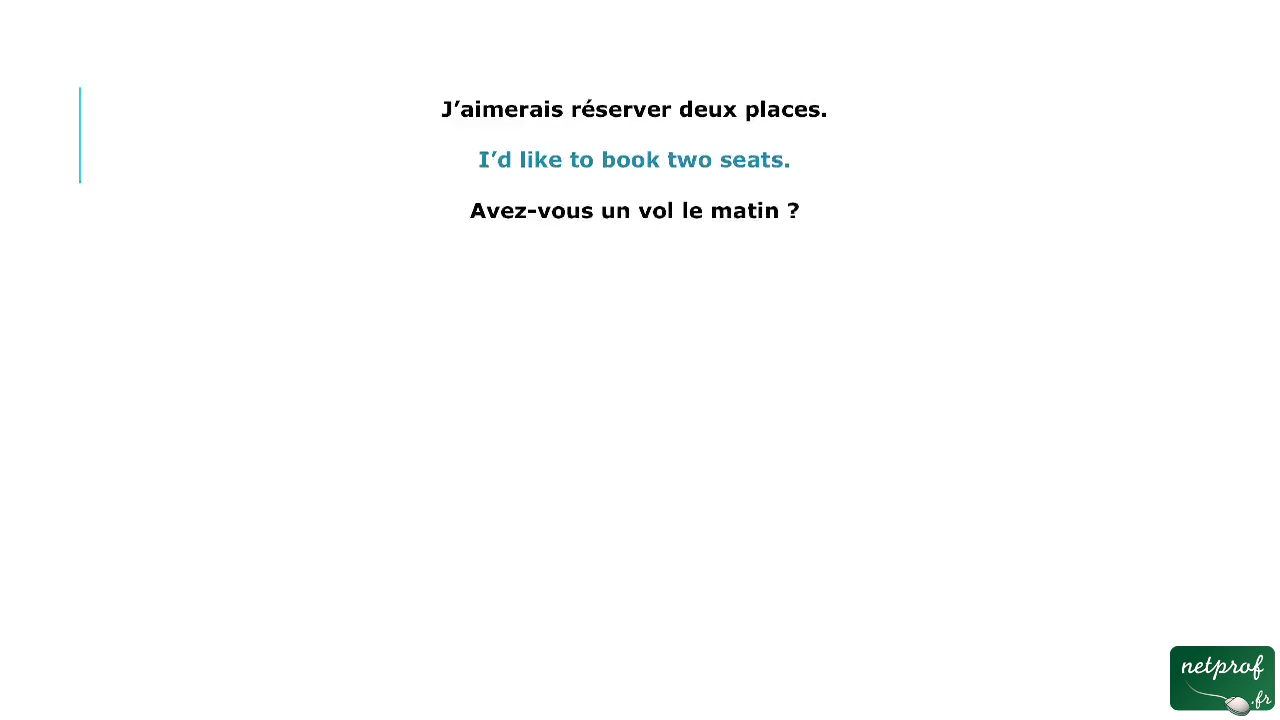 J’aimerais réserver deux places.
I’d like to book two seats.
Avez-vous un vol le matin ?
netprof
.fr